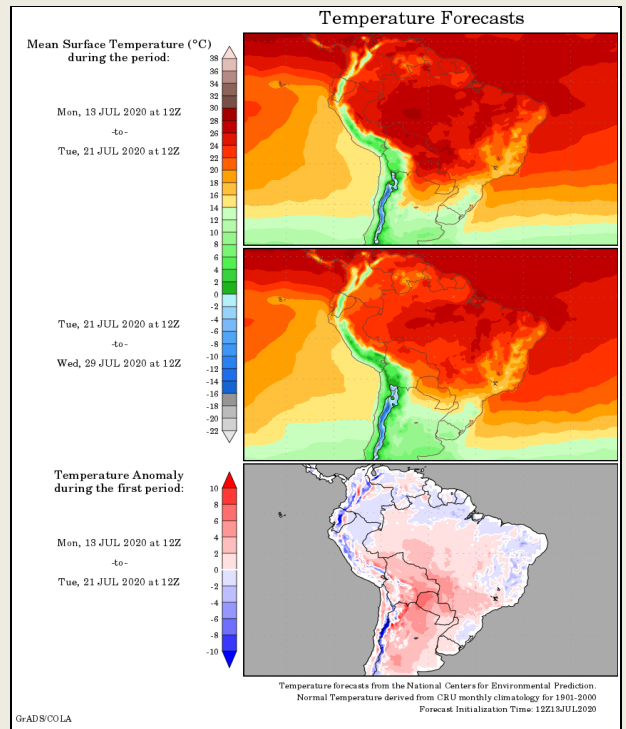 Temperature Forecasts
Mean Surface Temperature (°C)
during the period:
38
36
34
32
30
28
26
24
22
20
18
16
14
12
10
8
6
4
2
0
-2
-4
-6
-8
-10
-12
-14
-16
-18
-20
-22
Mon, 13 JUL 2020 at 12Z
-to-
Tue, 21 JUL 2020 at 12Z
Tue, 21 JUL 2020 at 12Z
-to-
Wed, 29 JUL 2020 at 12Z
Temperature Anomaly
during the first period:
10
8
6
4
2
0
-2
-4
-6
-8
-10
Mon, 13 JUL 2020 at 12Z
-to-
Tue, 21 JUL 2020 at 12Z
Temperature forecasts from the National Centers for Environmental Prediction.
Normal Temperature derived from CRU monthly climatology for 1901-2000
Forecast Initialization Time: 12Z13JUL2020
GrADS/COLA